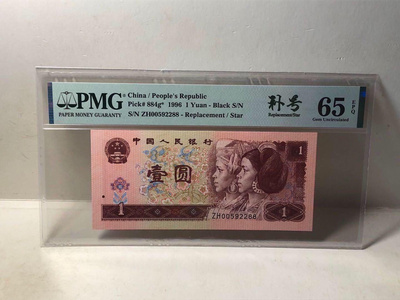 PMG
PAPER MONEY GUARANTY
China / People's Republic
Pick# 884g* 1996 1 Yuan - Black S/N
S/N ZH00592288 - Replacement / Star
补号
Replacement/Star
65 EPQ
Gem Uncirculated
中国人民银行
1
壹圆
ZH00592288
1
1